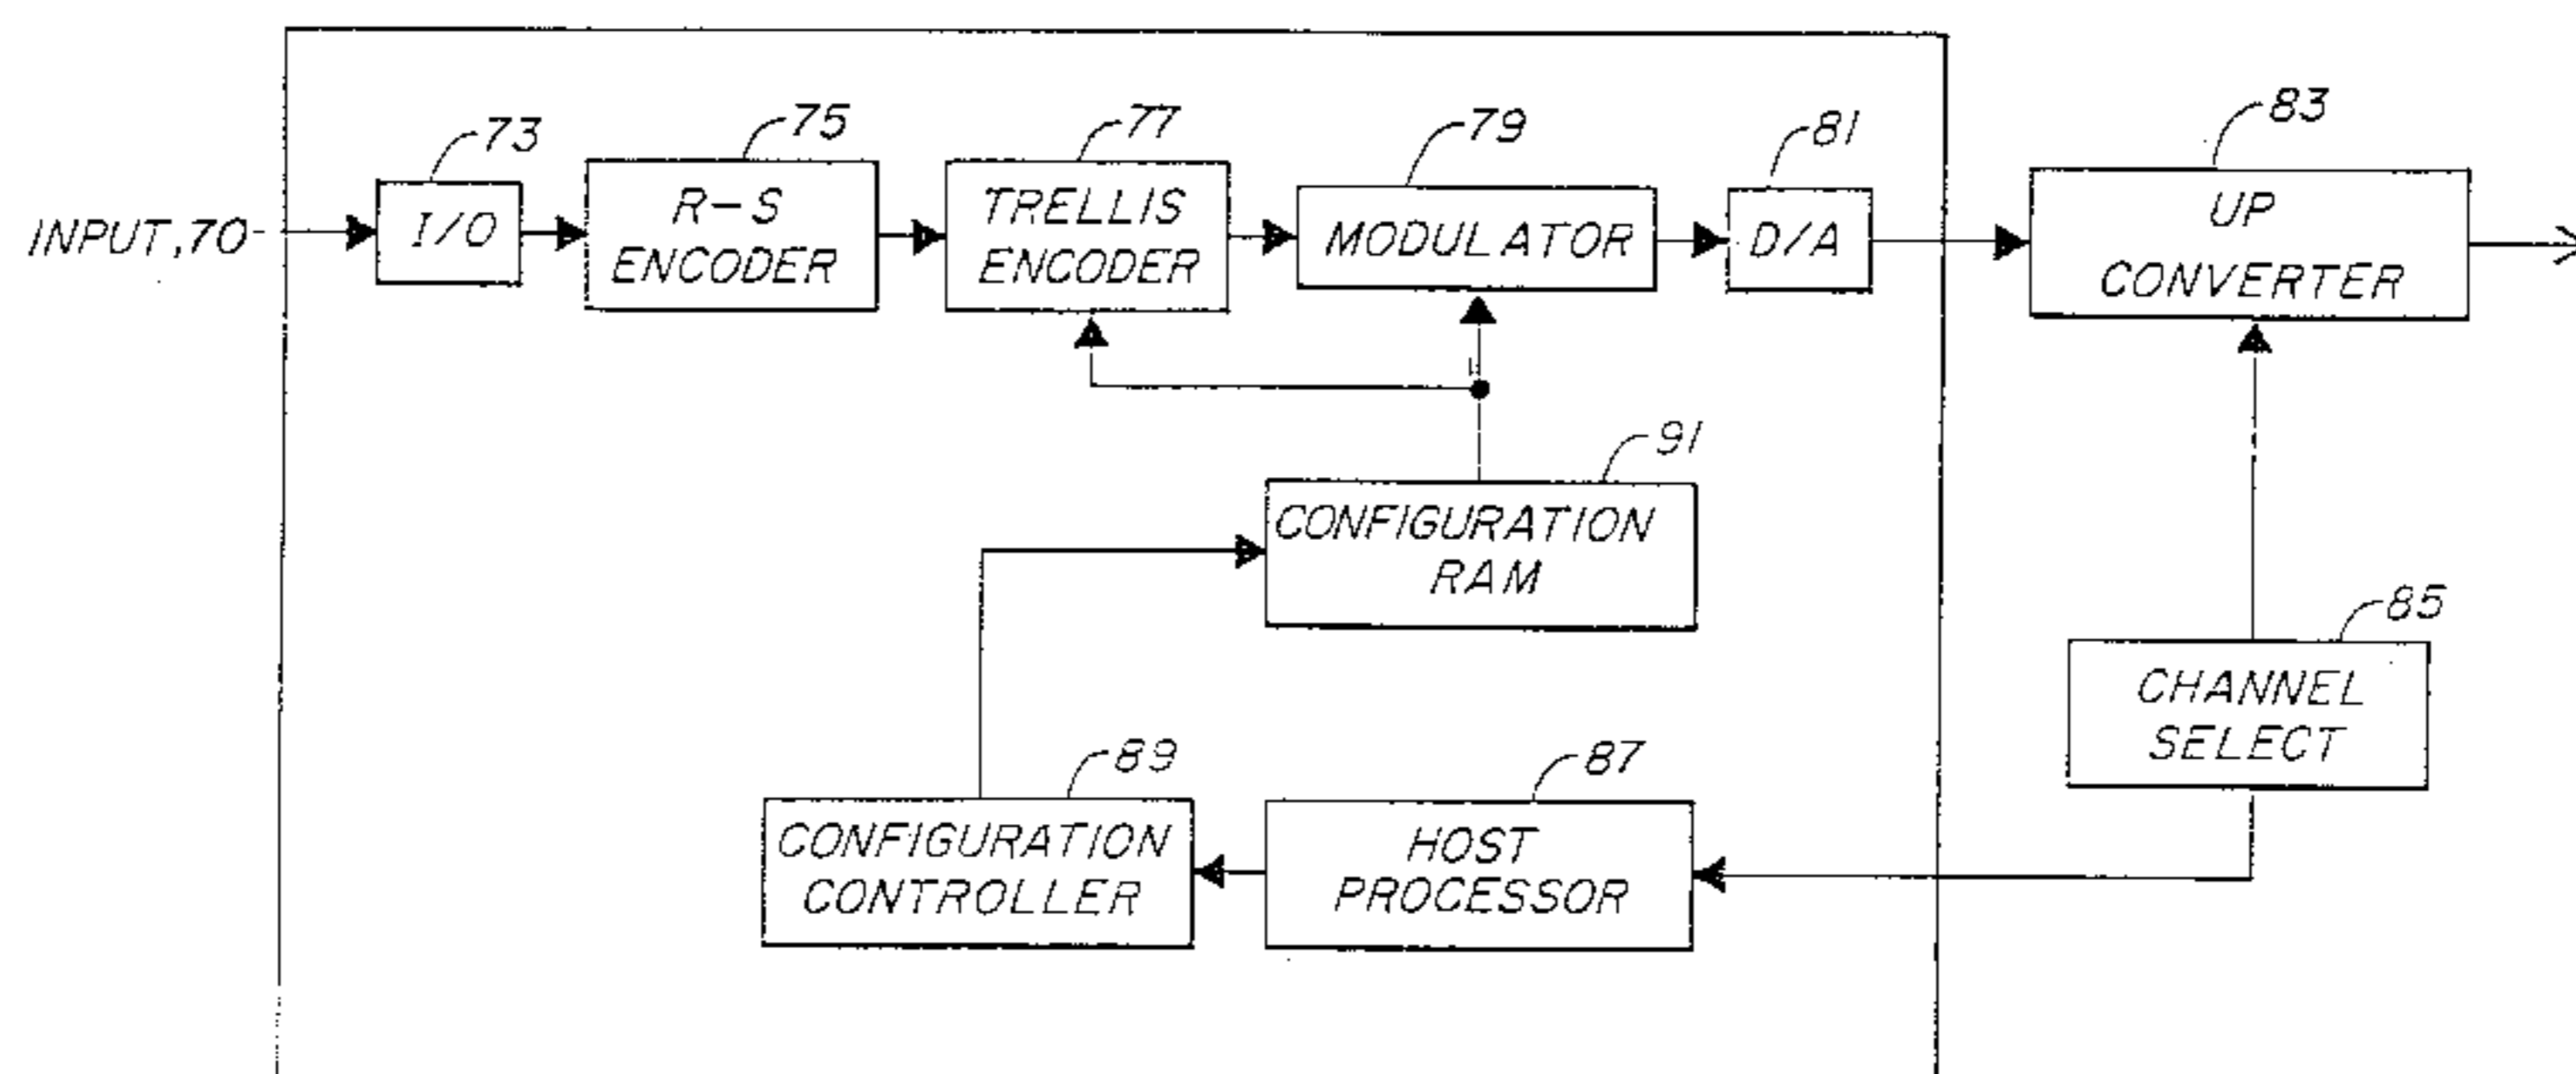 73
75
77
79
81
83
INPUT,70
I/O
R-S
ENCODER
TRELLIS
ENCODER
MODULATOR
D/A
UP
CONVERTER
91
CONFIGURATION
RAM
85
CHANNEL
SELECT
89
87
CONFIGURATION
CONTROLLER
HOST
PROCESSOR